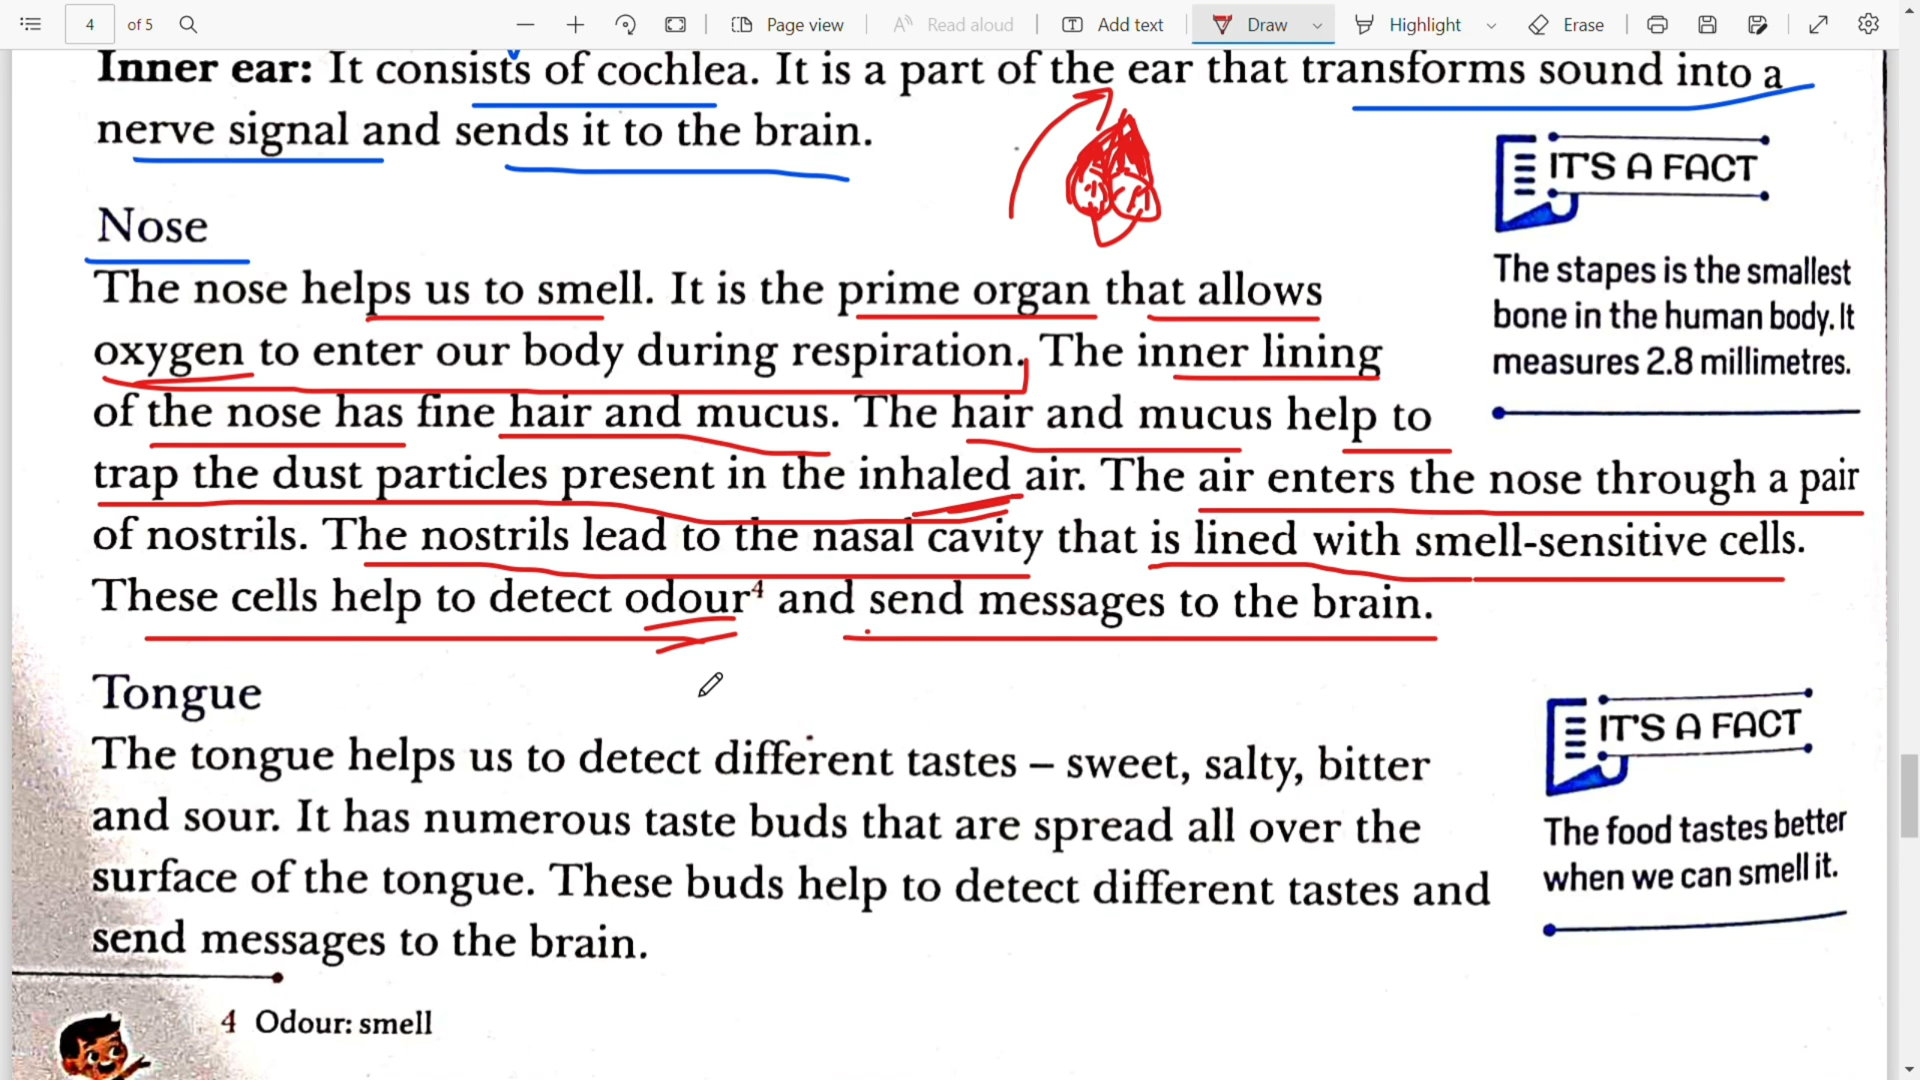 4 of 5 Page view Read aloud Add text Draw Highlight Erase
Inner ear: It consists of cochlea. It is a part of the ear that transforms sound into a
nerve signal and sends it to the brain.
IT'S A FACT
The stapes is the smallest
bone in the human body. It
measures 2.8 millimetres.
Nose
The nose helps us to smell. It is the prime organ that allows
oxygen to enter our body during respiration. The inner lining
of the nose has fine hair and mucus. The hair and mucus help to
trap the dust particles present in the inhaled air. The air enters the nose through a pair
of nostrils. The nostrils lead to the nasal cavity that is lined with smell-sensitive cells.
These cells help to detect odour⁴ and send messages to the brain.
Tongue
The tongue helps us to detect different tastes – sweet, salty, bitter
and sour. It has numerous taste buds that are spread all over the
surface of the tongue. These buds help to detect different tastes and
send messages to the brain.
IT'S A FACT
The food tastes better
when we can smell it.
4 Odour: smell